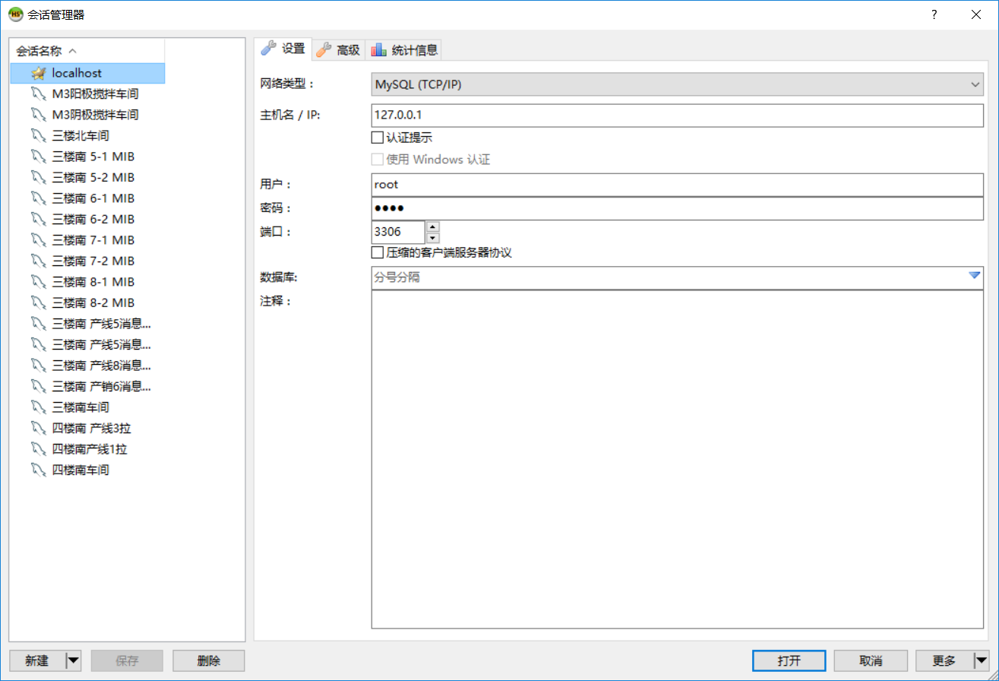 会话管理器
?
会话名称
localhost
M3阳极搅拌车间
M3阴极搅拌车间
三楼北车间
三楼南 5-1 MIB
三楼南 5-2 MIB
三楼南 6-1 MIB
三楼南 6-2 MIB
三楼南 7-1 MIB
三楼南 7-2 MIB
三楼南 8-1 MIB
三楼南 8-2 MIB
三楼南 产线5消息...
三楼南 产线5消息...
三楼南 产线8消息...
三楼南 产销6消息...
三楼南车间
四楼南 产线3拉
四楼南产线1拉
四楼南车间
设置 高级 统计信息
网络类型： MySQL (TCP/IP)
主机名 / IP: 127.0.0.1
认证提示
使用 Windows 认证
用户： root
密码： ●●●●
端口： 3306
压缩的客户端服务器协议
数据库: 分号分隔
注释：
新建 保存 删除 打开 取消 更多